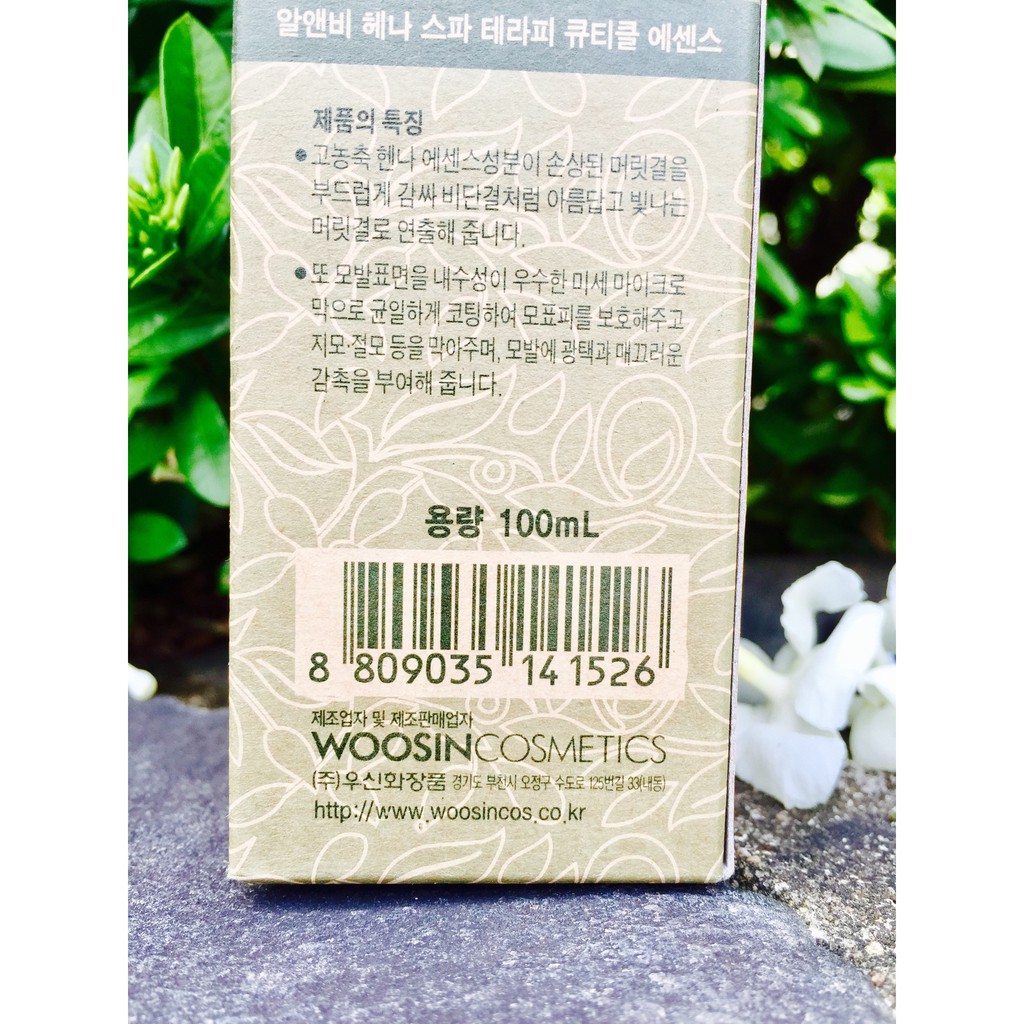 알앤비 헤나 스파 테라피 큐티클 에센스
제품의 특징
● 고농축 헨나 에센스성분이 손상된 머릿결을
부드럽게 감싸 비단결처럼 아름답고 빛나는
머릿결로 연출해 줍니다.
● 또 모발표면을 내수성이 우수한 미세 마이크로
막으로 균일하게 코팅하여 모표피를 보호해주고
지모·절모 등을 막아주며, 모발에 광택과 매끄러운
감촉을 부여해 줍니다.
용량 100mL
8 809035 141526
제조업자 및 제조판매업자
WOOSINCOSMETICS
(주)우신화장품 경기도 부천시 오정구 수도로 125번길 33(내동)
http://www.woosincos.co.kr